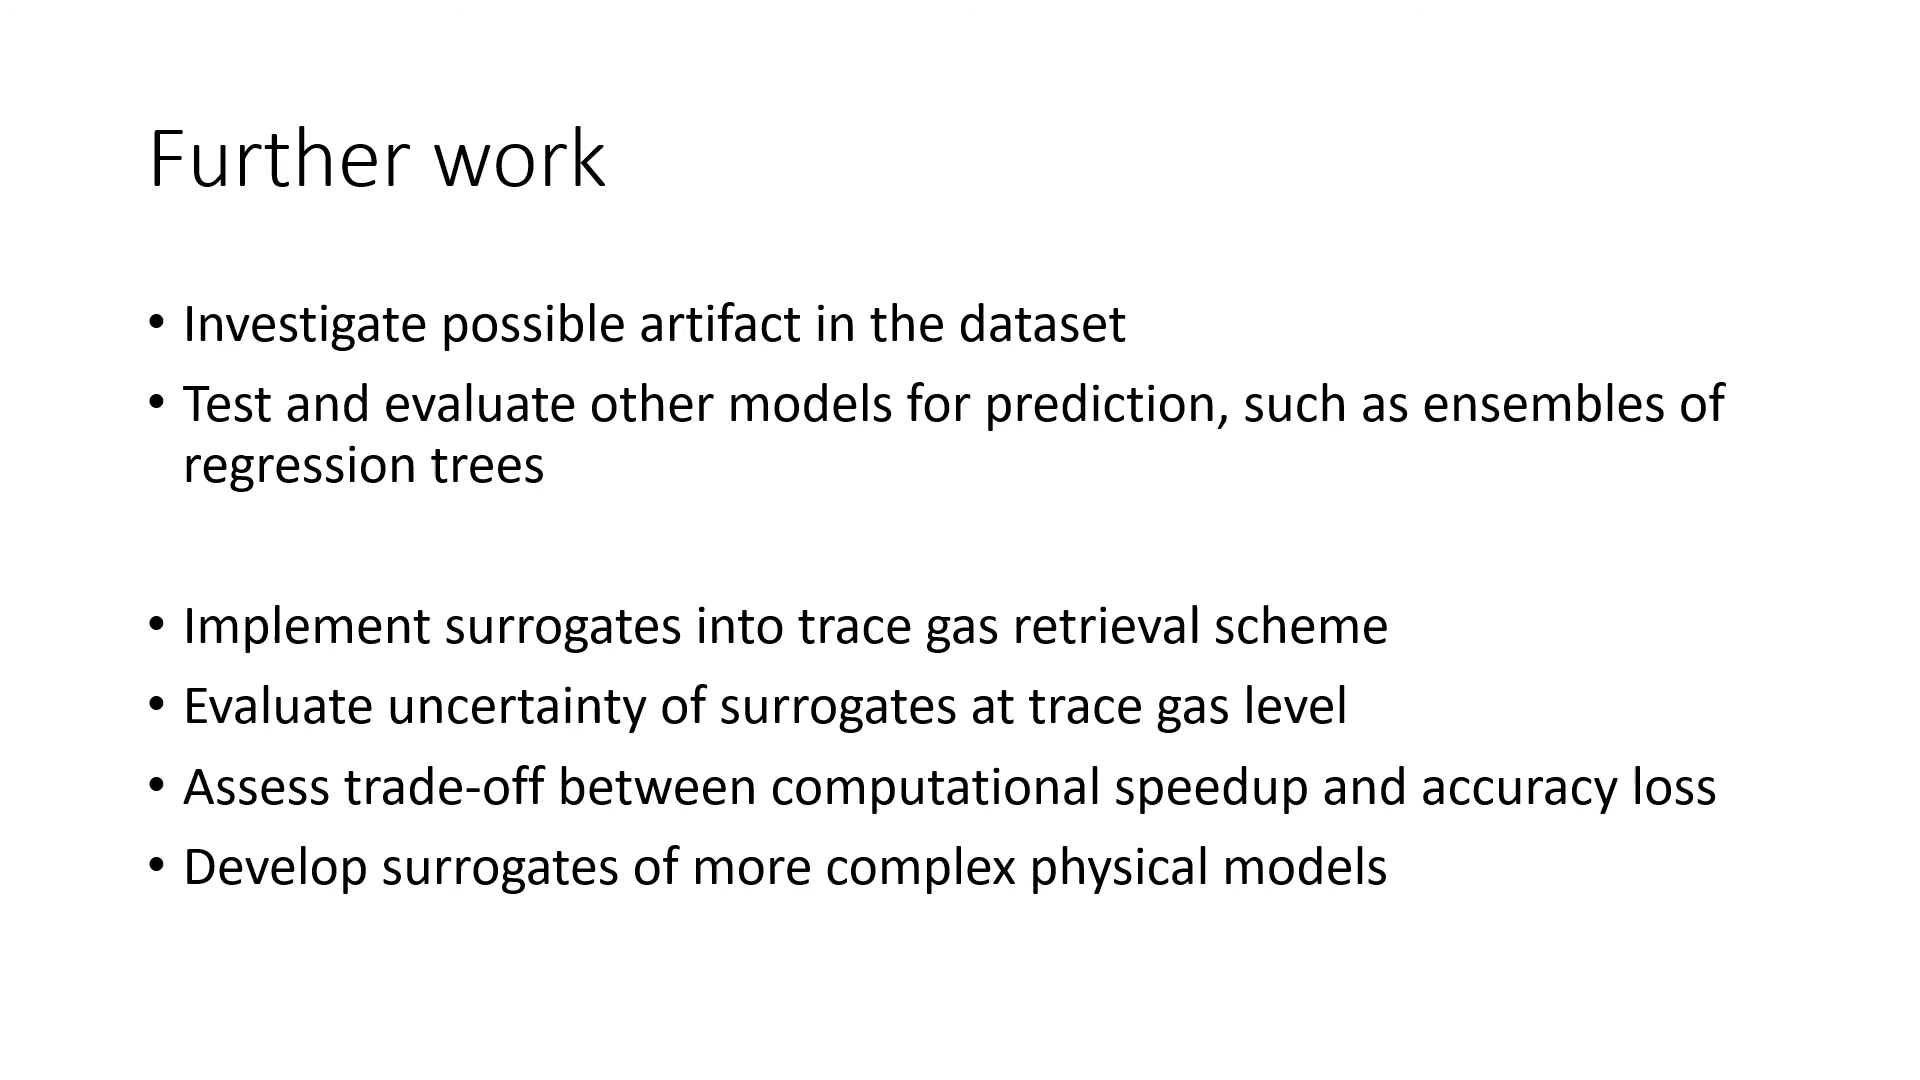 Further work
• Investigate possible artifact in the dataset
• Test and evaluate other models for prediction, such as ensembles of
regression trees
• Implement surrogates into trace gas retrieval scheme
• Evaluate uncertainty of surrogates at trace gas level
• Assess trade-off between computational speedup and accuracy loss
• Develop surrogates of more complex physical models